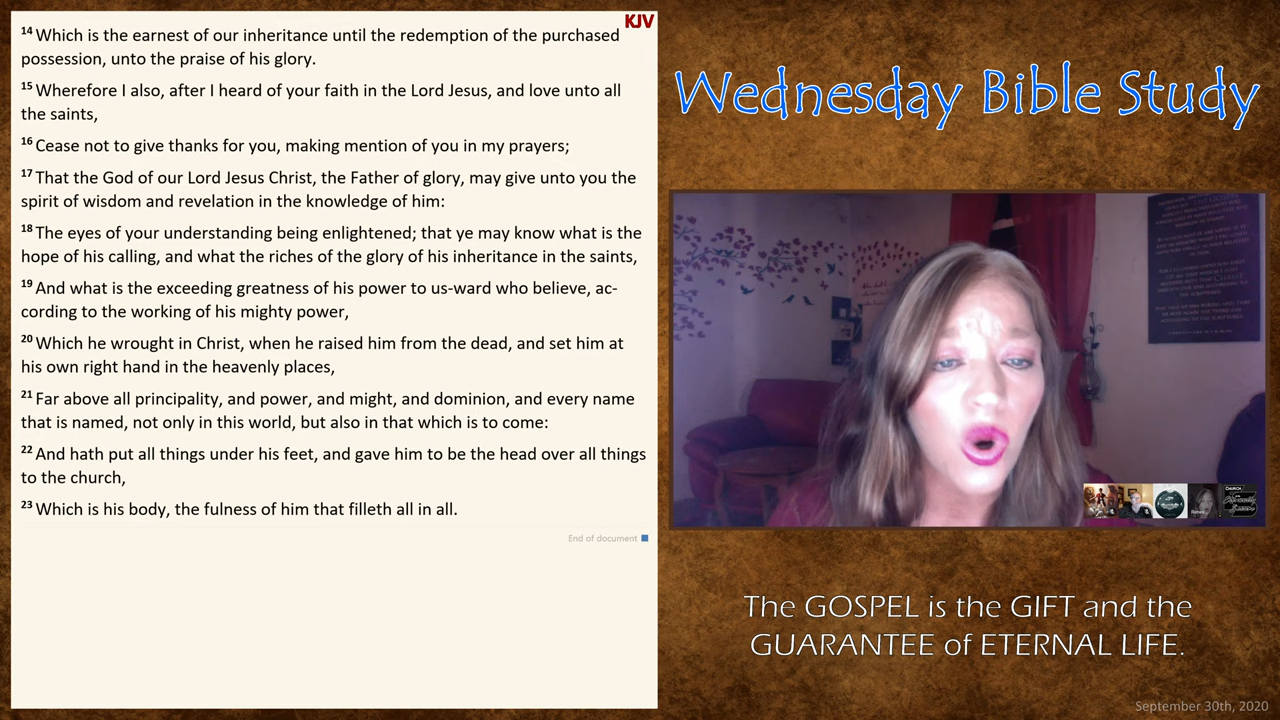 KJV
14 Which is the earnest of our inheritance until the redemption of the purchased
possession, unto the praise of his glory.
15 Wherefore I also, after I heard of your faith in the Lord Jesus, and love unto all
the saints,
16 Cease not to give thanks for you, making mention of you in my prayers;
17 That the God of our Lord Jesus Christ, the Father of glory, may give unto you the
spirit of wisdom and revelation in the knowledge of him:
18 The eyes of your understanding being enlightened; that ye may know what is the
hope of his calling, and what the riches of the glory of his inheritance in the saints,
19 And what is the exceeding greatness of his power to us-ward who believe, ac-
cording to the working of his mighty power,
20 Which he wrought in Christ, when he raised him from the dead, and set him at
his own right hand in the heavenly places,
21 Far above all principality, and power, and might, and dominion, and every name
that is named, not only in this world, but also in that which is to come:
22 And hath put all things under his feet, and gave him to be the head over all things
to the church,
23 Which is his body, the fulness of him that filleth all in all.
End of document
Wednesday Bible Study
The GOSPEL is the GIFT and the
GUARANTEE of ETERNAL LIFE.
September 30th, 2020